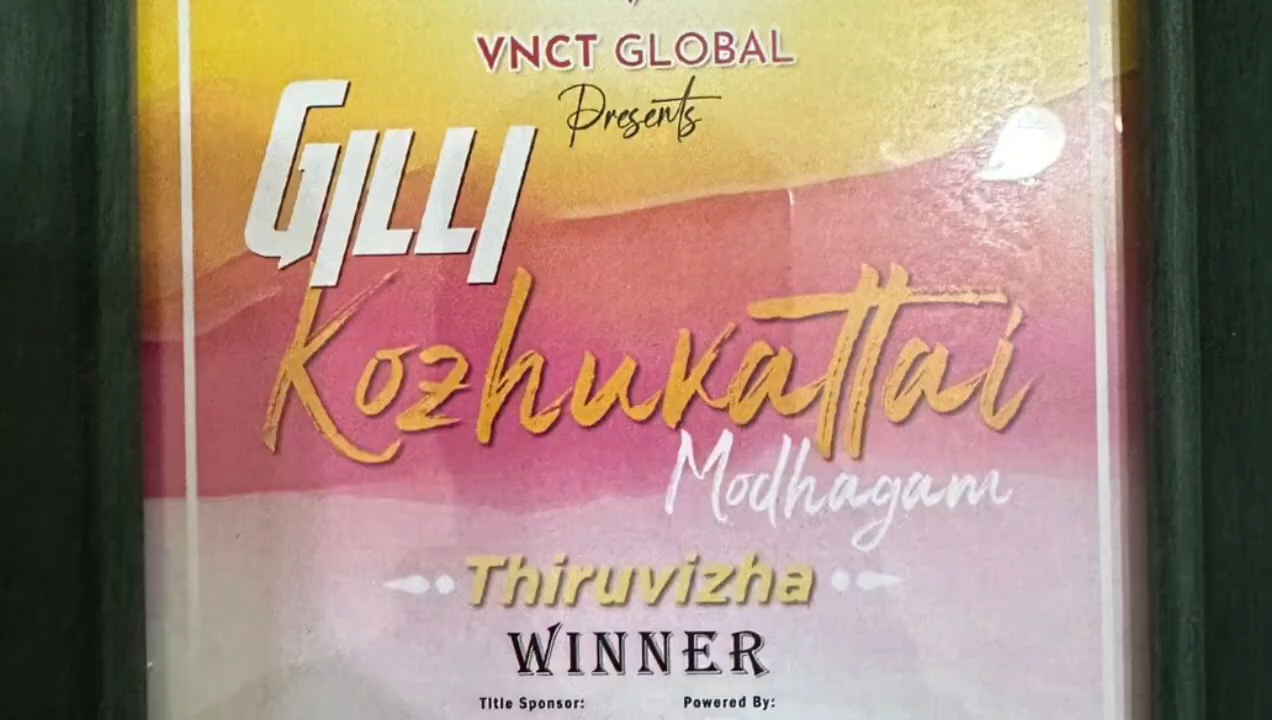 VNCT GLOBAL
Presents
GILLI
Kozhukattai
Modhagam
Thiruvizha
WINNER
Title Sponsor: Powered By: